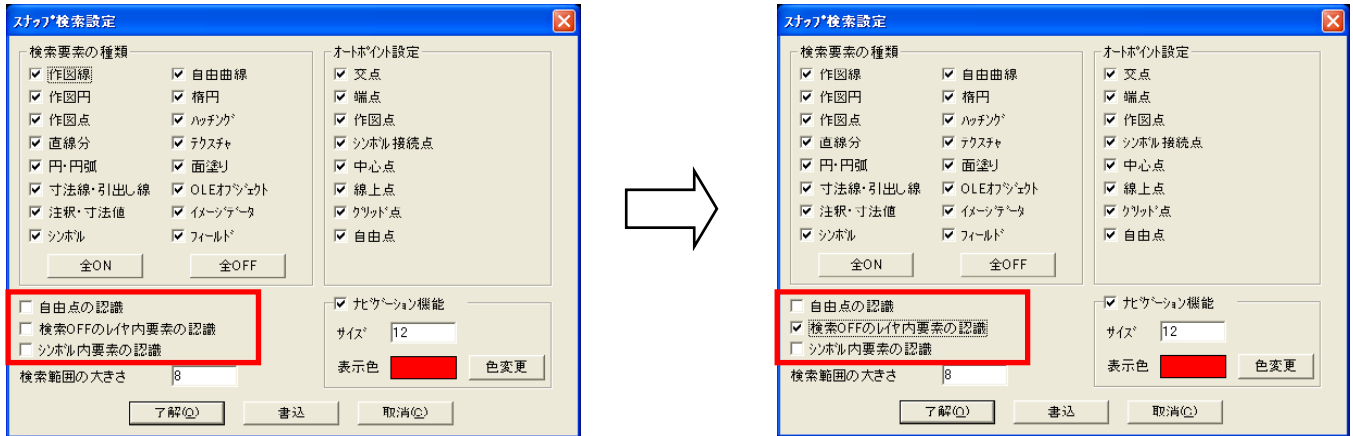 スナップ検索設定
検索要素の種類
作図線 自由曲線
作図円 楕円
作図点 ハッチング
直線分 テクスチャ
円・円弧 面塗り
寸法線・引出し線 OLEオブジェクト
注釈・寸法値 イメージデータ
シンボル フィールド
全ON 全OFF
オートポイント設定
交点
端点
作図点
シンボル接続点
中心点
線上点
グリッド点
自由点
自由点の認識
検索OFFのレイヤ内要素の認識
シンボル内要素の認識
検索範囲の大きさ 8
ナビゲーション機能
サイズ 12
表示色 色変更
了解(O) 書込 取消(C)
スナップ検索設定
検索要素の種類
作図線 自由曲線
作図円 楕円
作図点 ハッチング
直線分 テクスチャ
円・円弧 面塗り
寸法線・引出し線 OLEオブジェクト
注釈・寸法値 イメージデータ
シンボル フィールド
全ON 全OFF
オートポイント設定
交点
端点
作図点
シンボル接続点
中心点
線上点
グリッド点
自由点
自由点の認識
検索OFFのレイヤ内要素の認識
シンボル内要素の認識
検索範囲の大きさ 8
ナビゲーション機能
サイズ 12
表示色 色変更
了解(O) 書込 取消(C)